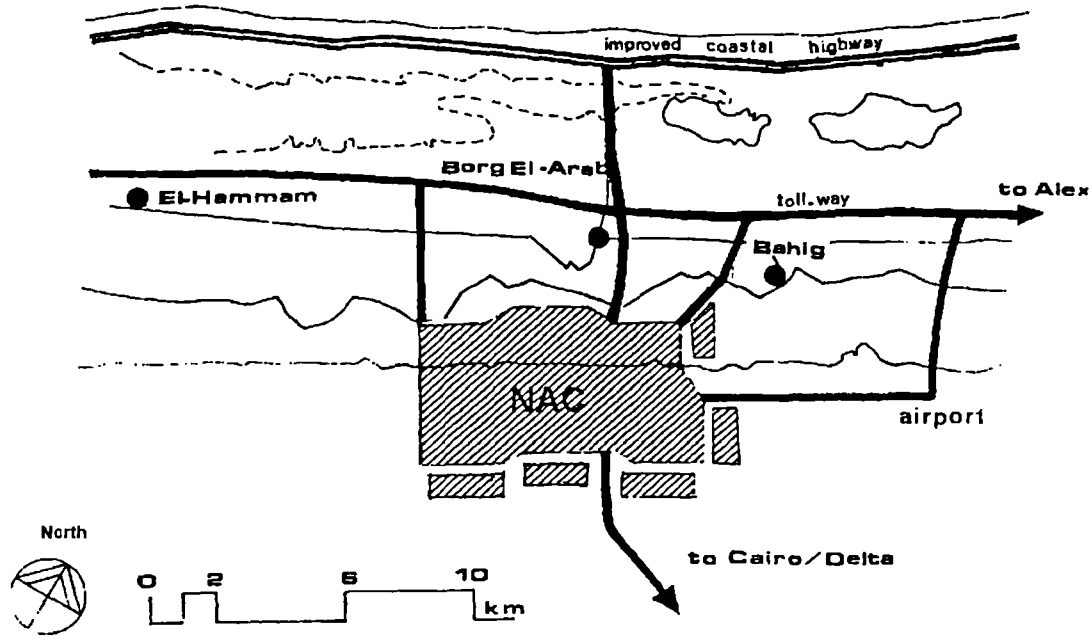 improved coastal highway
Borg El-Arab
El-Hammam
to Alex
toll-way
Bahig
NAC
airport
North
to Cairo/Delta
0 2 6 10
km